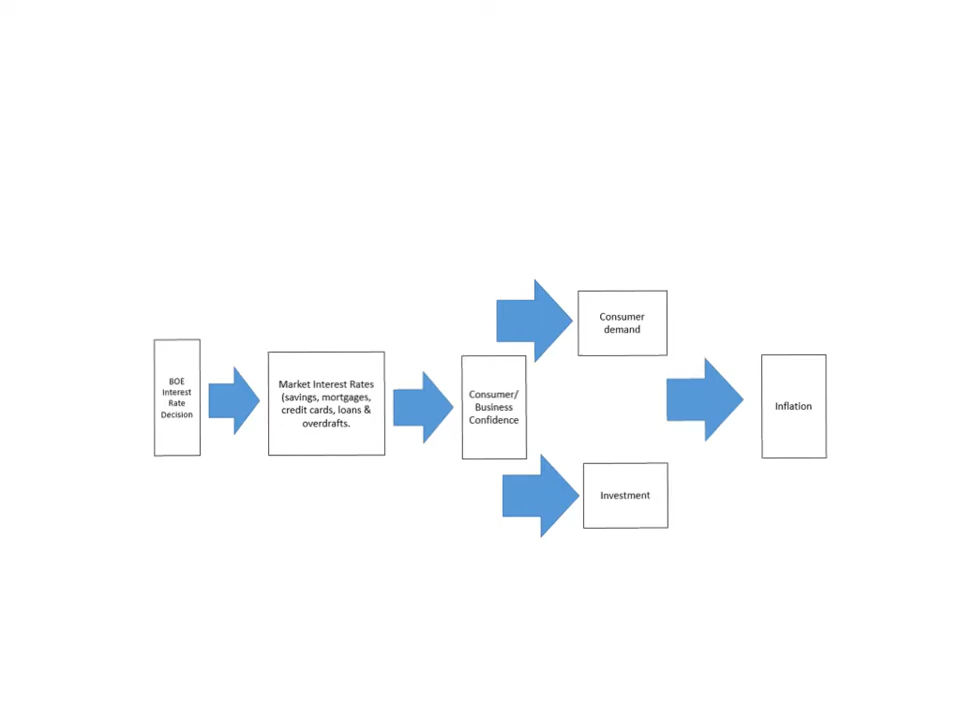 BOE
Interest
Rate
Decision
Market Interest Rates
(savings, mortgages,
credit cards, loans &
overdrafts.
Consumer/
Business
Confidence
Consumer
demand
Investment
Inflation